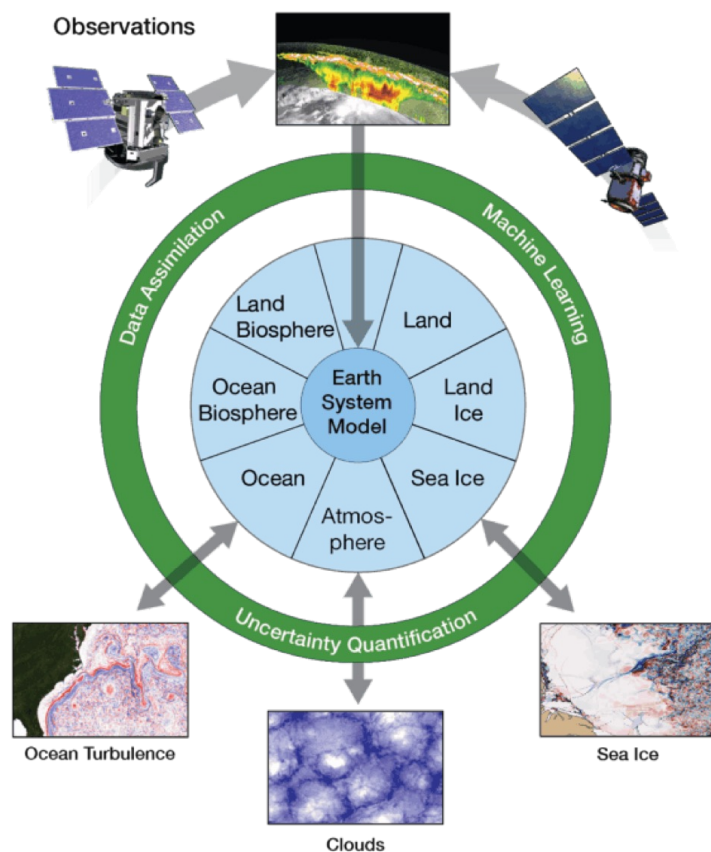 Observations
Data Assimilation
Machine Learning
Land
Biosphere
Land
Ocean
Biosphere
Earth
System
Model
Land
Ice
Ocean
Atmos-
phere
Sea Ice
Uncertainty Quantification
Ocean Turbulence
Clouds
Sea Ice